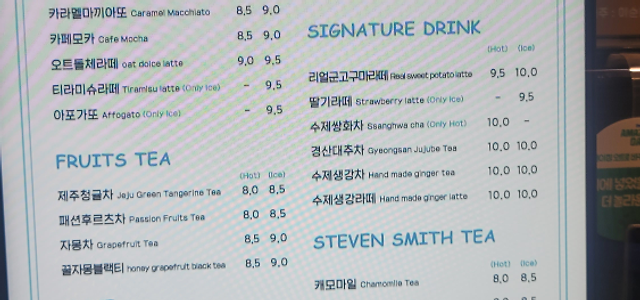 카라멜마끼아또 Caramel Macchiato 8.5 9.0
카페모카 Cafe Mocha 8.5 9.0
오트돌체라떼 oat dolce latte 9.0 9.5
티라미슈라떼 Tiramisu latte (Only Ice) - 9.5
아포가또 Affogato (Only Ice) - 9.5
FRUITS TEA
(Hot) (Ice)
제주청귤차 Jeju Green Tangerine Tea 8.0 8.5
패션후르츠차 Passion Fruits Tea 8.0 8.5
자몽차 Grapefruit Tea 8.5 9.0
꿀자몽블랙티 honey grapefruit black tea 8.5 9.0
SIGNATURE DRINK
(Hot) (Ice)
리얼군고구마라떼 Real sweet potato latte 9.5 10.0
딸기라떼 Strawberry latte (Only Ice) - 9.5
수제쌍화차 Ssanghwa cha (Only Hot) 10.0 -
경산대추차 Gyeongsan Jujube Tea 10.0 10.0
수제생강차 Hand made ginger tea 10.0 10.0
수제생강라떼 Hand made ginger latte 10.0 10.0
STEVEN SMITH TEA
(Hot) (Ice)
캐모마일 Chamomile Tea 8.0 8.5